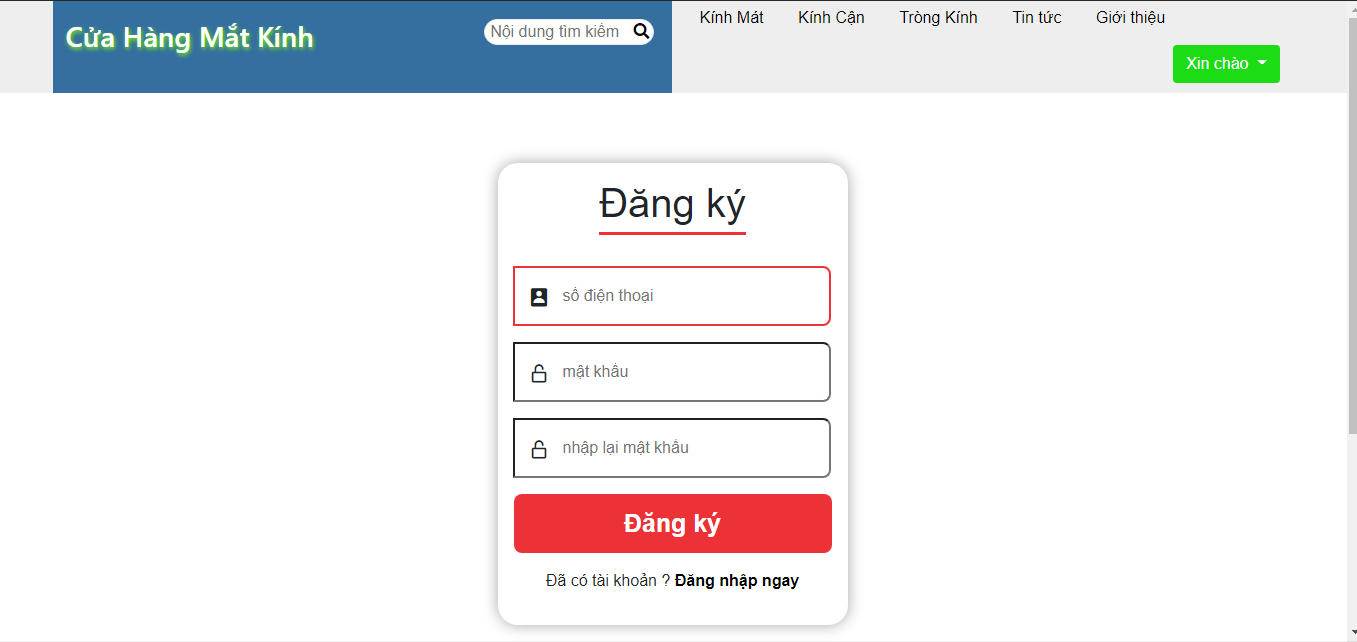 Cửa Hàng Mắt Kính
Nội dung tìm kiếm
Kính Mát
Kính Cận
Tròng Kính
Tin tức
Giới thiệu
Xin chào
Đăng ký
số điện thoại
mật khẩu
nhập lại mật khẩu
Đăng ký
Đã có tài khoản ? Đăng nhập ngay